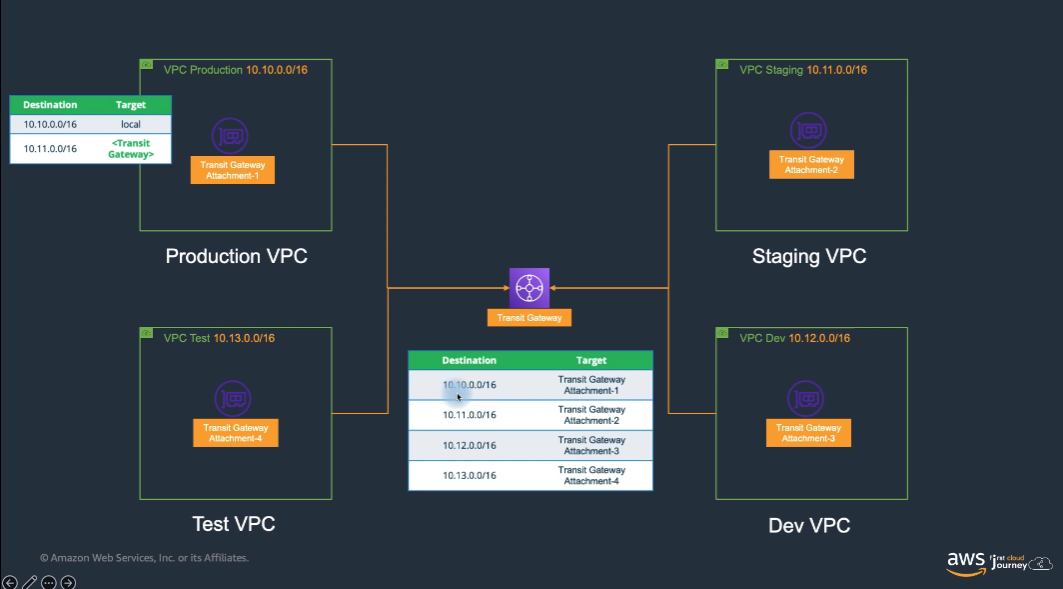 VPC Production 10.10.0.0/16
Destination Target
10.10.0.0/16 local
10.11.0.0/16 <Transit
Gateway>
Transit Gateway
Attachment-1
Production VPC
VPC Staging 10.11.0.0/16
Transit Gateway
Attachment-2
Staging VPC
Transit Gateway
VPC Test 10.13.0.0/16
Transit Gateway
Attachment-4
Test VPC
Destination Target
10.10.0.0/16 Transit Gateway
Attachment-1
10.11.0.0/16 Transit Gateway
Attachment-2
10.12.0.0/16 Transit Gateway
Attachment-3
10.13.0.0/16 Transit Gateway
Attachment-4
VPC Dev 10.12.0.0/16
Transit Gateway
Attachment-3
Dev VPC
© Amazon Web Services, Inc. or its Affiliates.
aws first cloud
journey